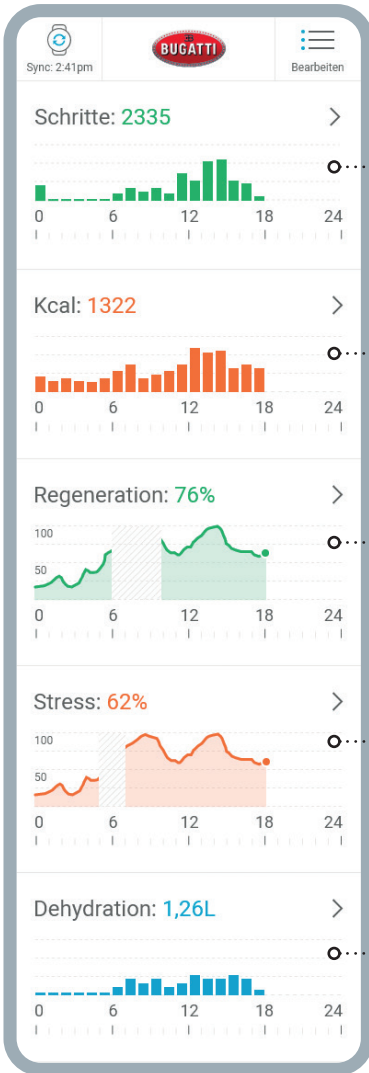 Sync: 2:41pm
BUGATTI
Bearbeiten
Schritte: 2335
0 6 12 18 24
Kcal: 1322
0 6 12 18 24
Regeneration: 76%
100
50
0 6 12 18 24
Stress: 62%
100
50
0 6 12 18 24
Dehydration: 1,26L
0 6 12 18 24